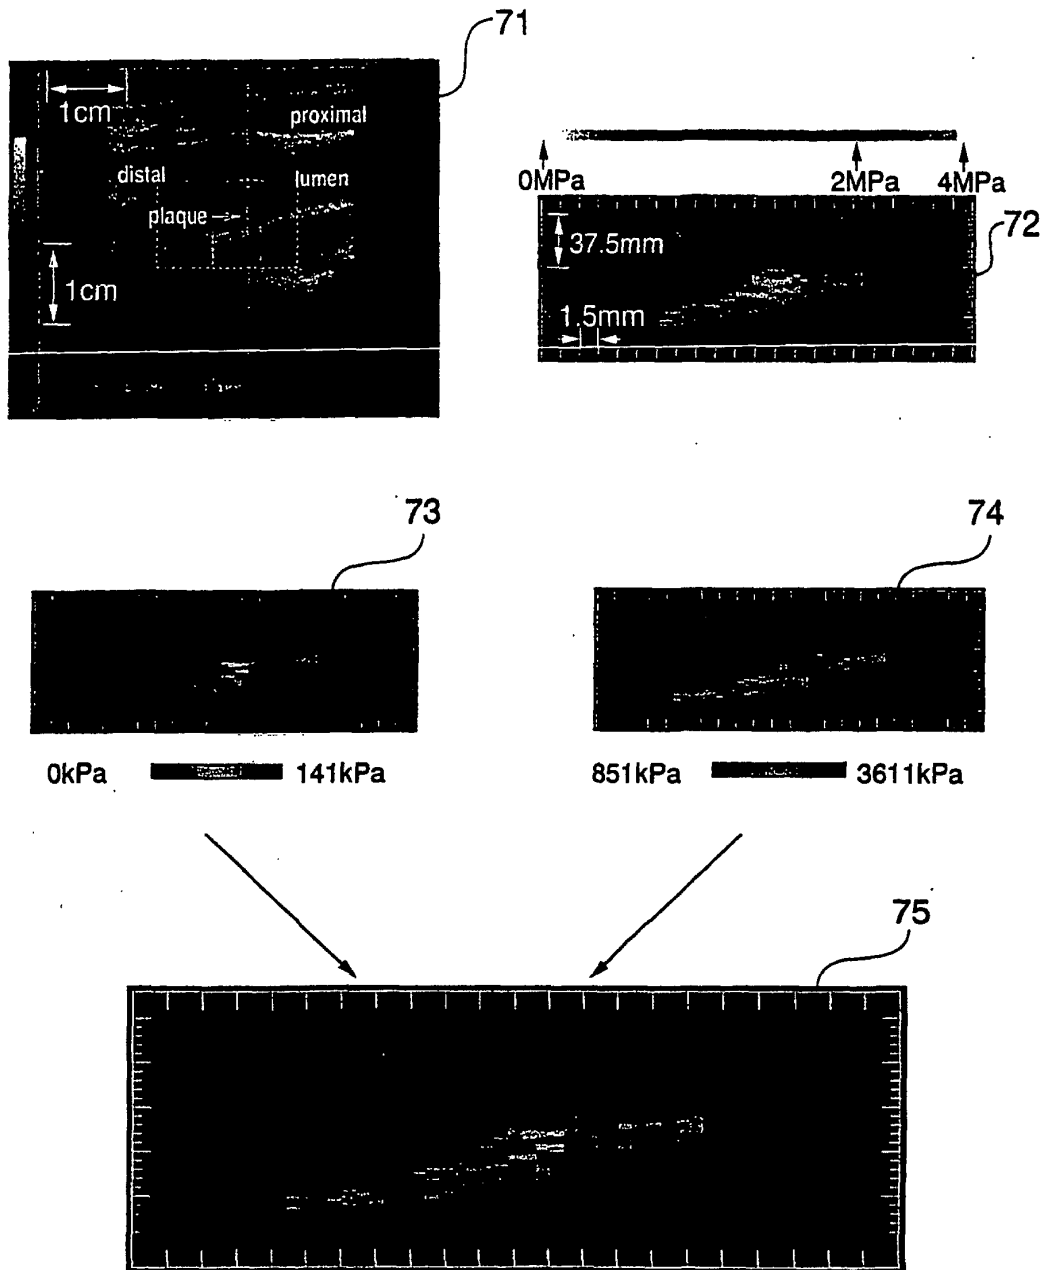 71
1cm
proximal
distal
lumen
plaque
1cm
0MPa
2MPa
4MPa
72
37.5mm
1.5mm
73
74
0kPa
141kPa
851kPa
3611kPa
75